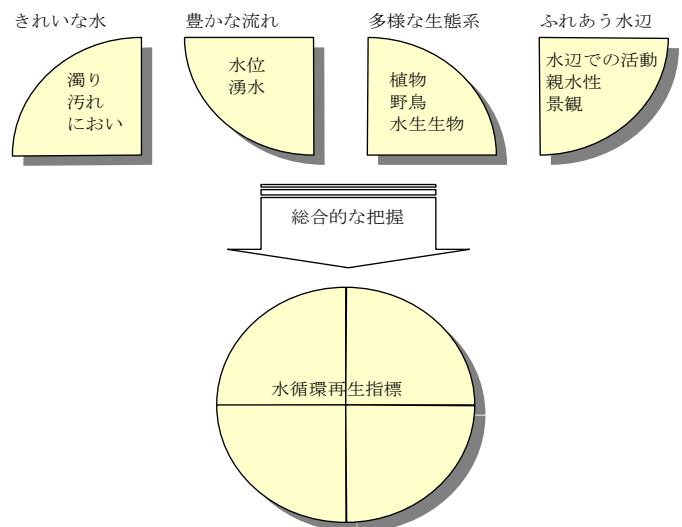 きれいな水
濁り
汚れ
におい
豊かな流れ
水位
湧水
多様な生態系
植物
野鳥
水生生物
ふれあう水辺
水辺での活動
親水性
景観
総合的な把握
水循環再生指標